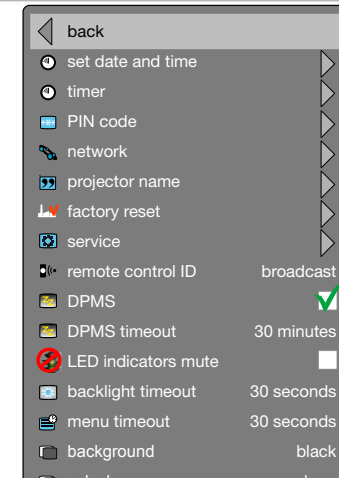 back
set date and time
timer
PIN code
network
projector name
factory reset
service
remote control ID broadcast
DPMS
DPMS timeout 30 minutes
LED indicators mute
backlight timeout 30 seconds
menu timeout 30 seconds
background black